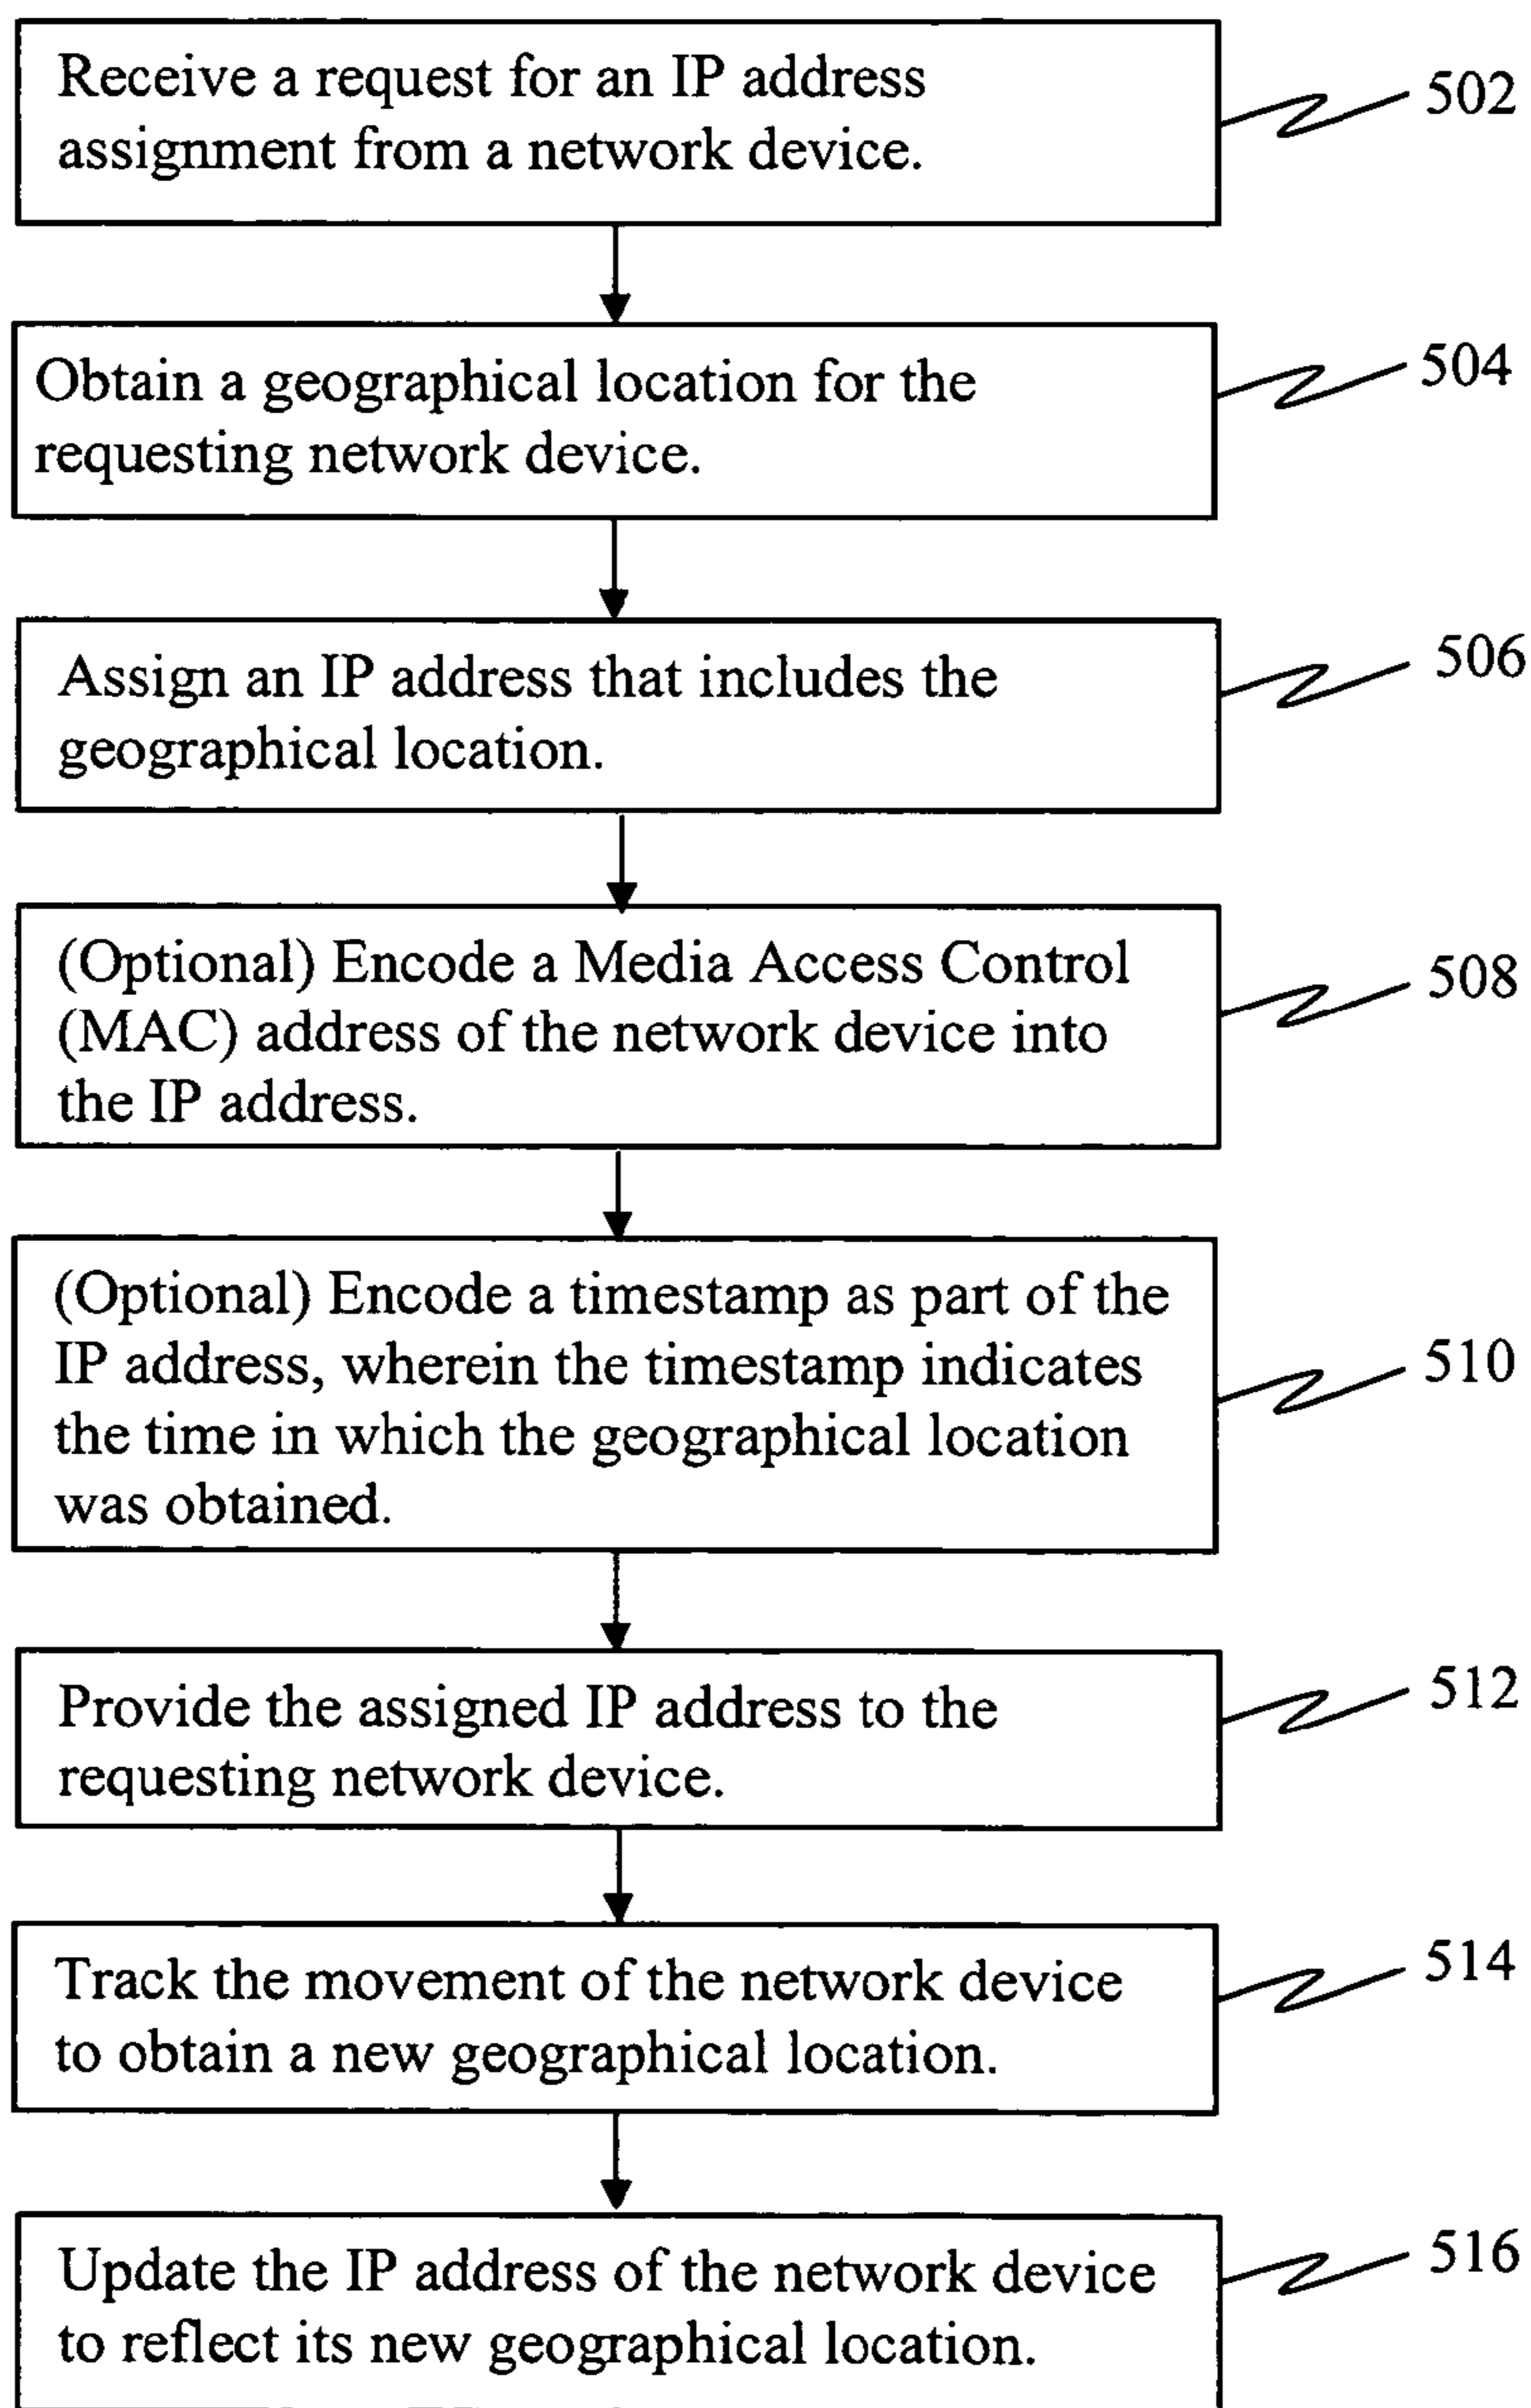 Receive a request for an IP address
assignment from a network device.
502
Obtain a geographical location for the
requesting network device.
504
Assign an IP address that includes the
geographical location.
506
(Optional) Encode a Media Access Control
(MAC) address of the network device into
the IP address.
508
(Optional) Encode a timestamp as part of the
IP address, wherein the timestamp indicates
the time in which the geographical location
was obtained.
510
Provide the assigned IP address to the
requesting network device.
512
Track the movement of the network device
to obtain a new geographical location.
514
Update the IP address of the network device
to reflect its new geographical location.
516